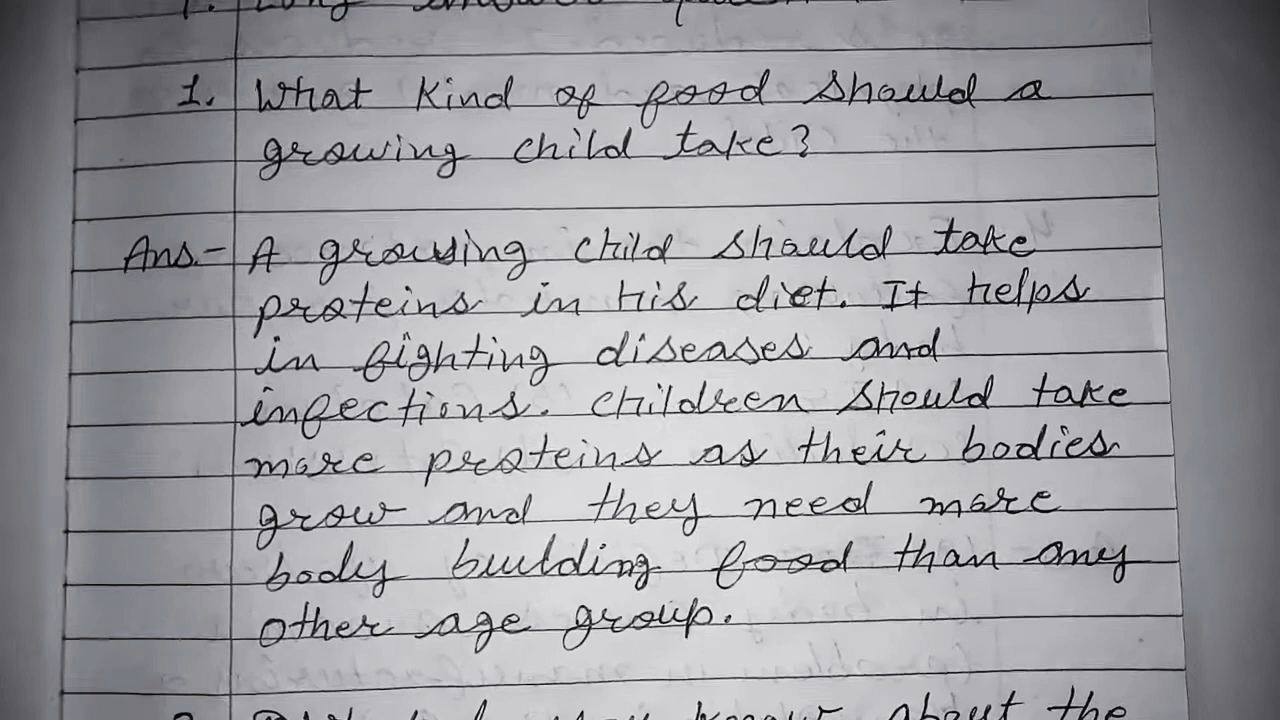 1. What kind of food should a
growing child take?
Ans.- A growing child should take
proteins in his diet. It helps
in fighting diseases and
infections. children should take
more proteins as their bodies
grow and they need more
body building food than any
other age group.
about the